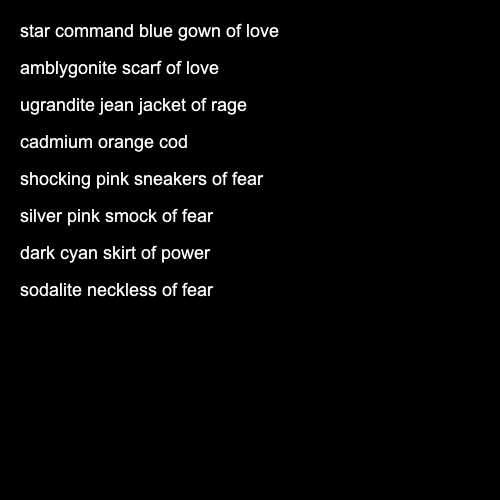 star command blue gown of love
amblygonite scarf of love
ugrandite jean jacket of rage
cadmium orange cod
shocking pink sneakers of fear
silver pink smock of fear
dark cyan skirt of power
sodalite neckless of fear